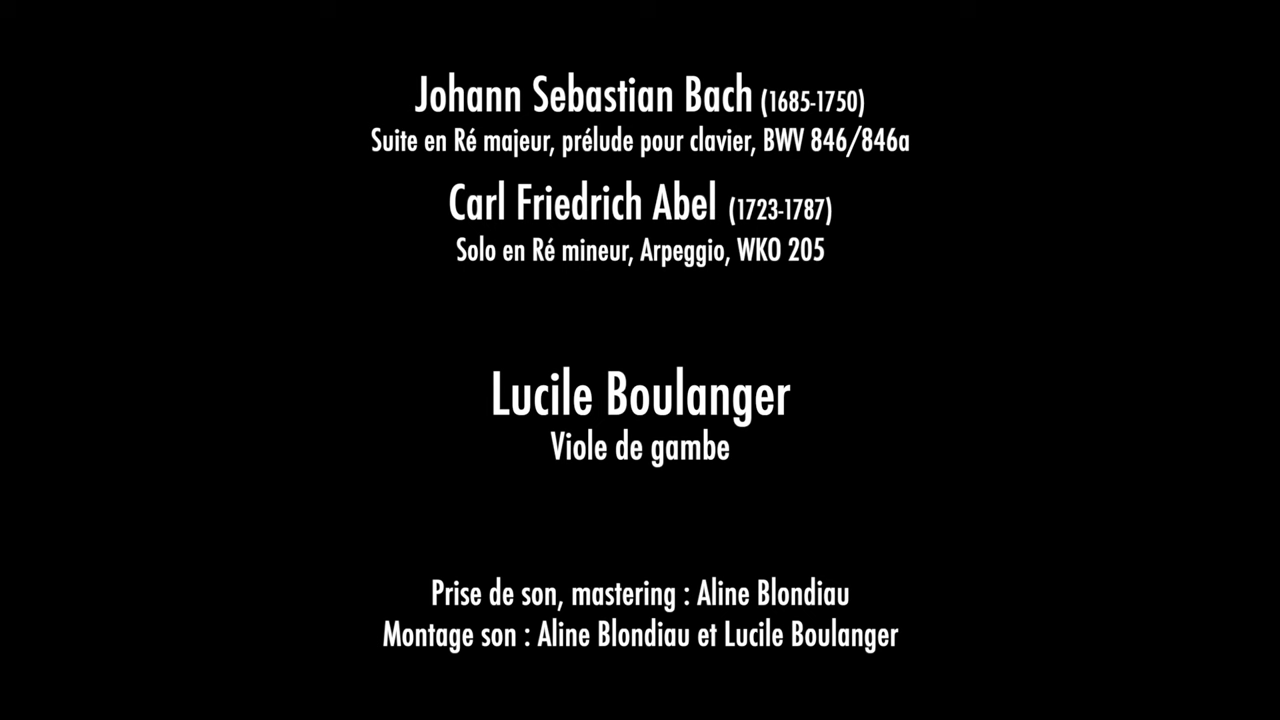 Johann Sebastian Bach (1685-1750)
Suite en Ré majeur, prélude pour clavier, BWV 846/846a
Carl Friedrich Abel (1723-1787)
Solo en Ré mineur, Arpeggio, WKO 205
Lucile Boulanger
Viole de gambe
Prise de son, mastering : Aline Blondiau
Montage son : Aline Blondiau et Lucile Boulanger